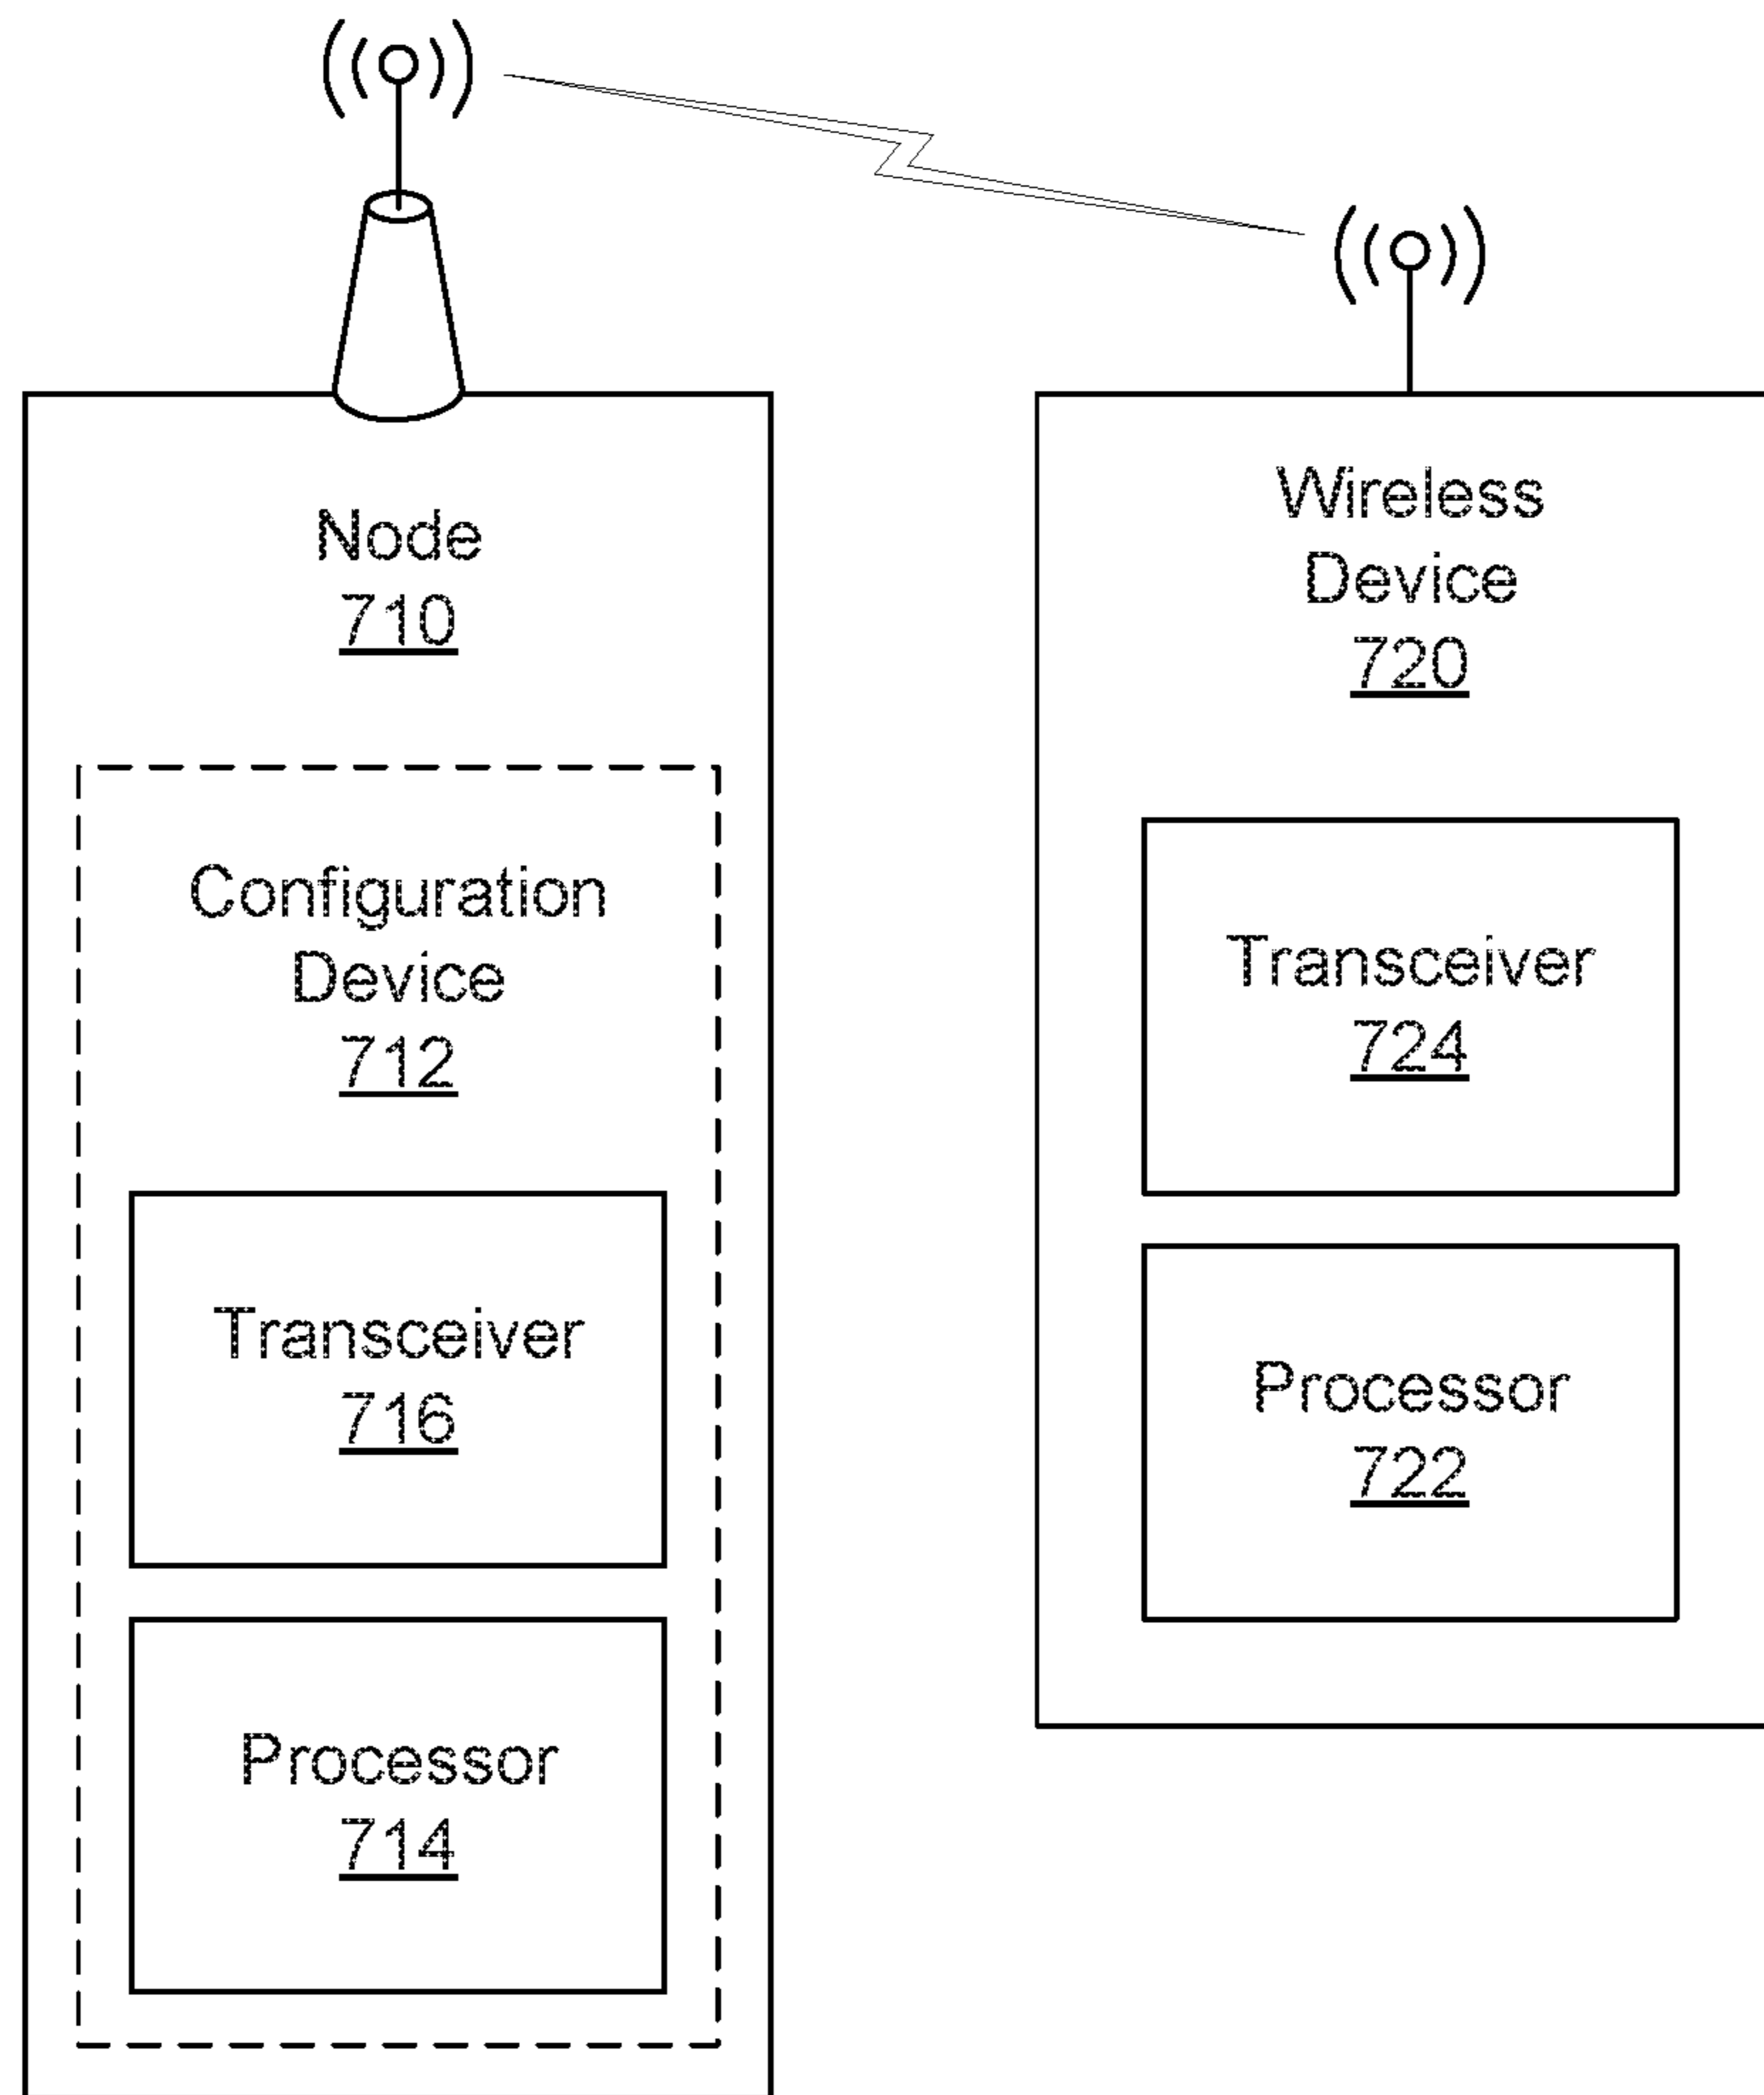 Node
710
Configuration
Device
712
Transceiver
716
Processor
714
Wireless
Device
720
Transceiver
724
Processor
722